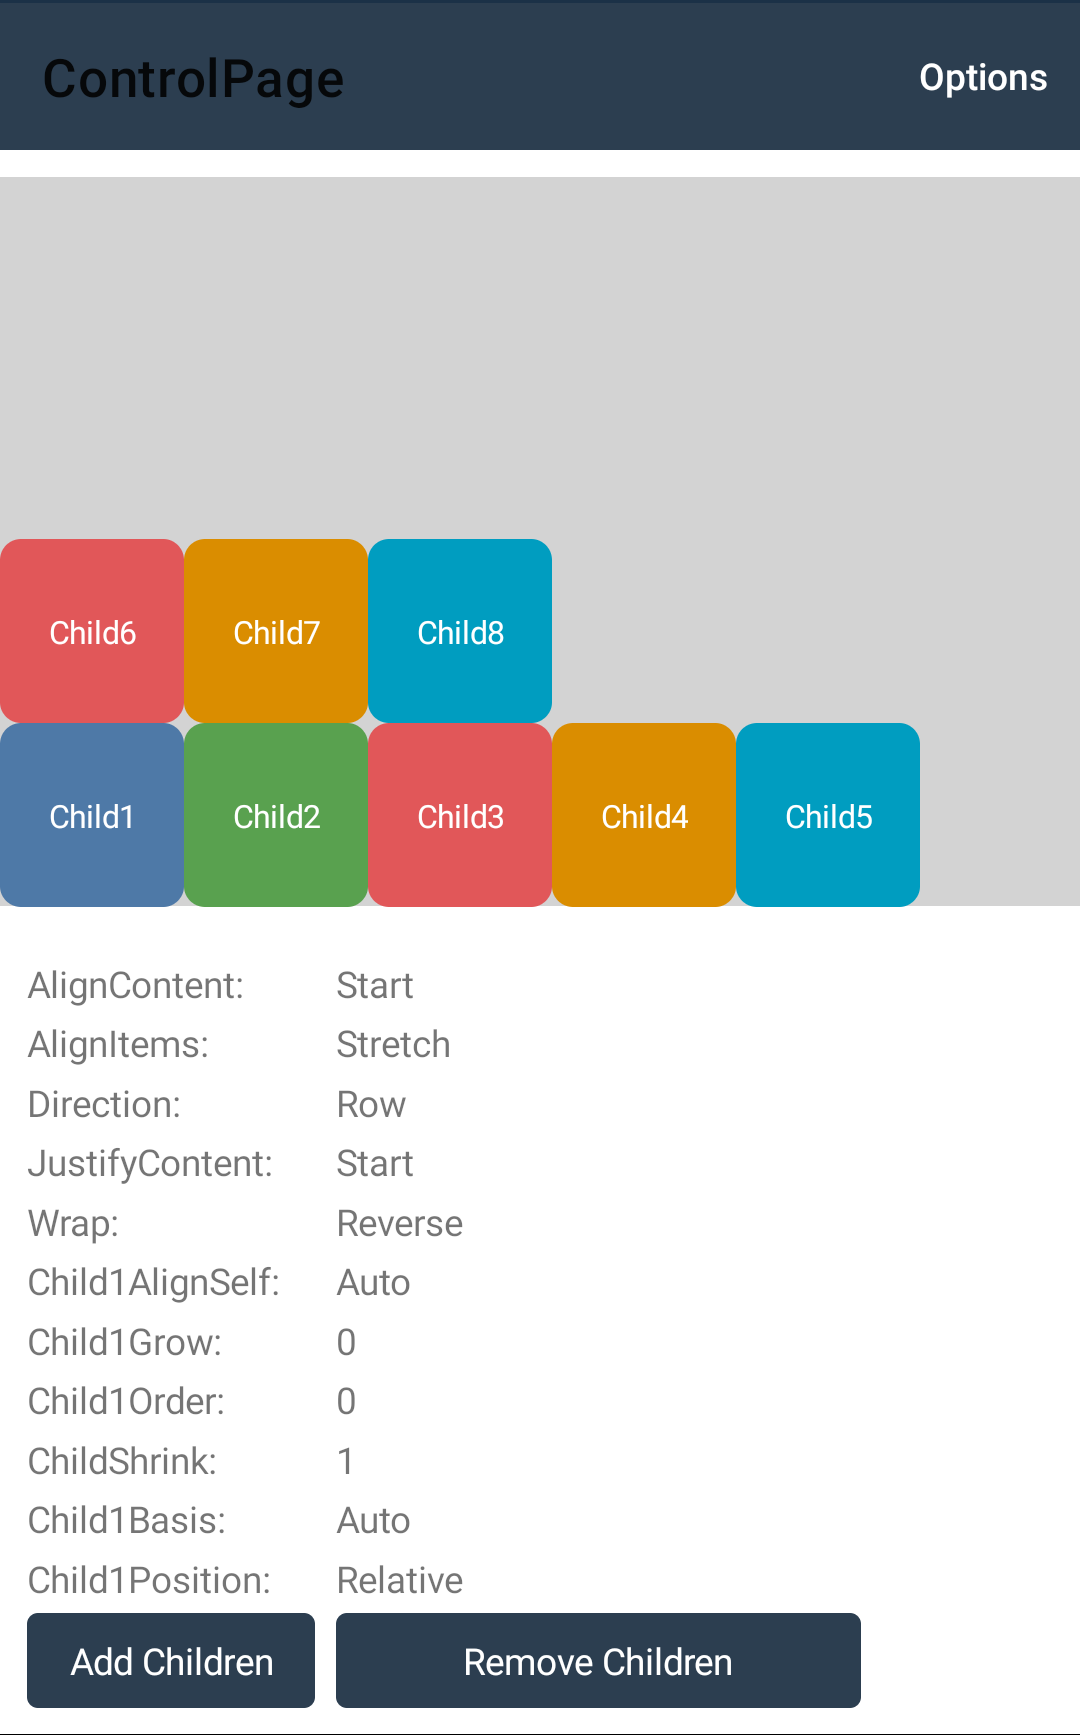 ControlPage Options
Child6 Child7 Child8
Child1 Child2 Child3 Child4 Child5
AlignContent: Start
AlignItems: Stretch
Direction: Row
JustifyContent: Start
Wrap: Reverse
Child1AlignSelf: Auto
Child1Grow: 0
Child1Order: 0
ChildShrink: 1
Child1Basis: Auto
Child1Position: Relative
Add Children Remove Children